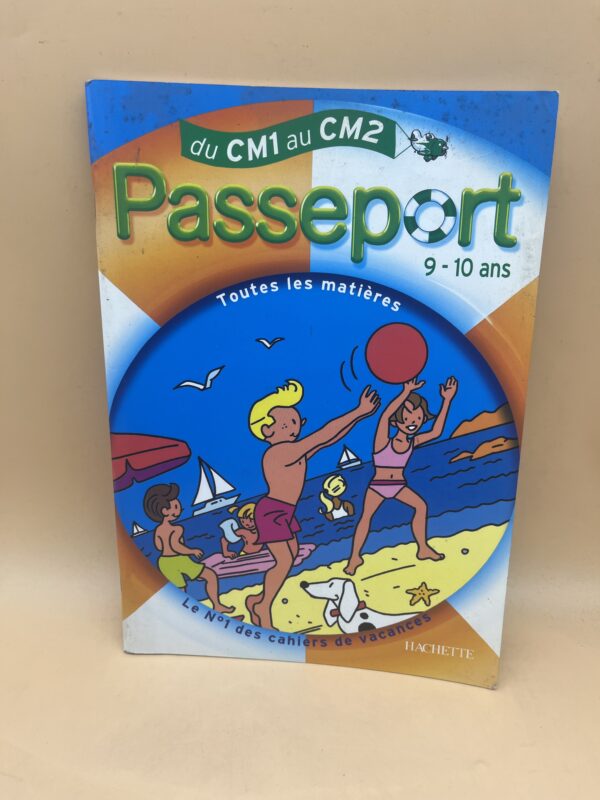 du CM1 au CM2
Passeport
9 - 10 ans
Toutes les matières
Le N°1 des cahiers de vacances
HACHETTE